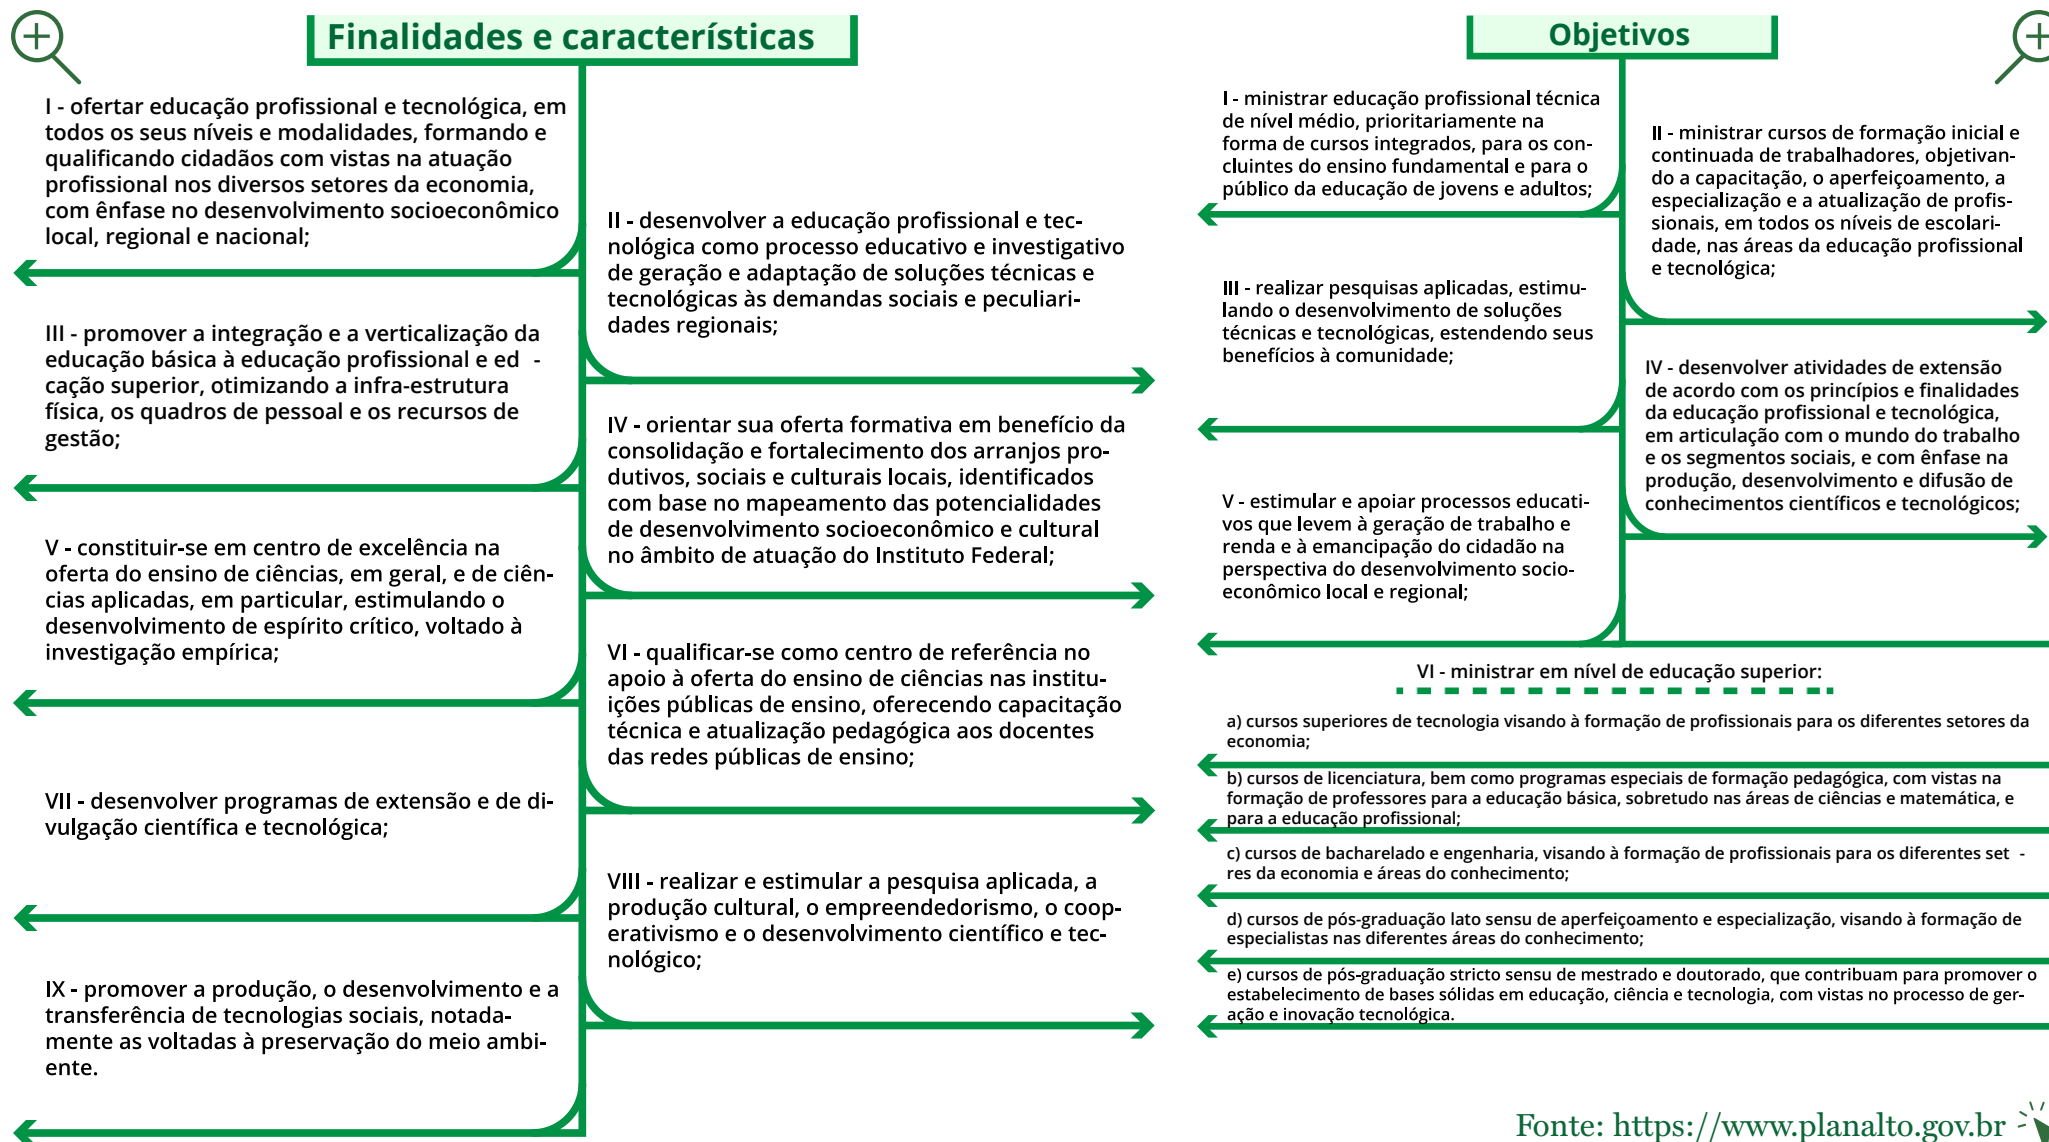 Finalidades e características
I - ofertar educação profissional e tecnológica, em
todos os seus níveis e modalidades, formando e
qualificando cidadãos com vistas na atuação
profissional nos diversos setores da economia,
com ênfase no desenvolvimento socioeconômico
local, regional e nacional;
II - desenvolver a educação profissional e tec-
nológica como processo educativo e investigativo
de geração e adaptação de soluções técnicas e
tecnológicas às demandas sociais e peculiari-
dades regionais;
III - promover a integração e a verticalização da
educação básica à educação profissional e ed -
cação superior, otimizando a infra-estrutura
física, os quadros de pessoal e os recursos de
gestão;
IV - orientar sua oferta formativa em benefício da
consolidação e fortalecimento dos arranjos pro-
dutivos, sociais e culturais locais, identificados
com base no mapeamento das potencialidades
de desenvolvimento socioeconômico e cultural
no âmbito de atuação do Instituto Federal;
V - constituir-se em centro de excelência na
oferta do ensino de ciências, em geral, e de ciên-
cias aplicadas, em particular, estimulando o
desenvolvimento de espírito crítico, voltado à
investigação empírica;
VI - qualificar-se como centro de referência no
apoio à oferta do ensino de ciências nas institu-
ições públicas de ensino, oferecendo capacitação
técnica e atualização pedagógica aos docentes
das redes públicas de ensino;
VII - desenvolver programas de extensão e de di-
vulgação científica e tecnológica;
VIII - realizar e estimular a pesquisa aplicada, a
produção cultural, o empreendedorismo, o coop-
erativismo e o desenvolvimento científico e tec-
nológico;
IX - promover a produção, o desenvolvimento e a
transferência de tecnologias sociais, notada-
mente as voltadas à preservação do meio ambi-
ente.
Objetivos
I - ministrar educação profissional técnica
de nível médio, prioritariamente na
forma de cursos integrados, para os con-
cluintes do ensino fundamental e para o
público da educação de jovens e adultos;
II - ministrar cursos de formação inicial e
continuada de trabalhadores, objetivan-
do a capacitação, o aperfeiçoamento, a
especialização e a atualização de profis-
sionais, em todos os níveis de escolari-
dade, nas áreas da educação profissional
e tecnológica;
III - realizar pesquisas aplicadas, estimu-
lando o desenvolvimento de soluções
técnicas e tecnológicas, estendendo seus
benefícios à comunidade;
IV - desenvolver atividades de extensão
de acordo com os princípios e finalidades
da educação profissional e tecnológica,
em articulação com o mundo do trabalho
e os segmentos sociais, e com ênfase na
produção, desenvolvimento e difusão de
conhecimentos científicos e tecnológicos;
V - estimular e apoiar processos educati-
vos que levem à geração de trabalho e
renda e à emancipação do cidadão na
perspectiva do desenvolvimento socio-
econômico local e regional;
VI - ministrar em nível de educação superior:
a) cursos superiores de tecnologia visando à formação de profissionais para os diferentes setores da
economia;
b) cursos de licenciatura, bem como programas especiais de formação pedagógica, com vistas na
formação de professores para a educação básica, sobretudo nas áreas de ciências e matemática, e
para a educação profissional;
c) cursos de bacharelado e engenharia, visando à formação de profissionais para os diferentes set -
res da economia e áreas do conhecimento;
d) cursos de pós-graduação lato sensu de aperfeiçoamento e especialização, visando à formação de
especialistas nas diferentes áreas do conhecimento;
e) cursos de pós-graduação stricto sensu de mestrado e doutorado, que contribuam para promover o
estabelecimento de bases sólidas em educação, ciência e tecnologia, com vistas no processo de ger-
ação e inovação tecnológica.
Fonte: https://www.planalto.gov.br